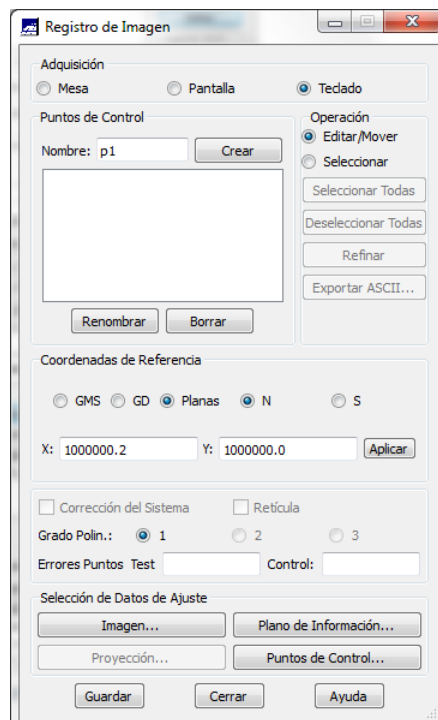 Registro de Imagen
Adquisición
Mesa Pantalla Teclado
Puntos de Control
Nombre: p1 Crear
Renombrar Borrar
Operación
Editar/Mover
Seleccionar
Seleccionar Todas
Deseleccionar Todas
Refinar
Exportar ASCII...
Coordenadas de Referencia
GMS GD Planas N S
X: 1000000.2 Y: 1000000.0 Aplicar
Corrección del Sistema Retícula
Grado Polin.: 1 2 3
Errores Puntos Test Control:
Selección de Datos de Ajuste
Imagen... Plano de Información...
Proyección... Puntos de Control...
Guardar Cerrar Ayuda